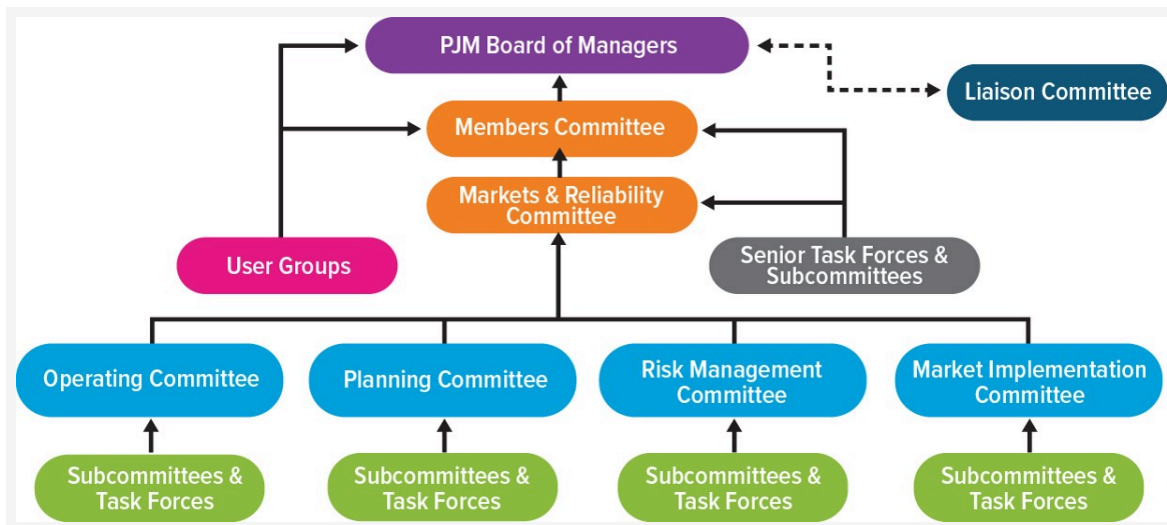 PJM Board of Managers
Liaison Committee
Members Committee
Markets & Reliability
Committee
User Groups
Senior Task Forces &
Subcommittees
Operating Committee
Planning Committee
Risk Management
Committee
Market Implementation
Committee
Subcommittees &
Task Forces
Subcommittees &
Task Forces
Subcommittees &
Task Forces
Subcommittees &
Task Forces